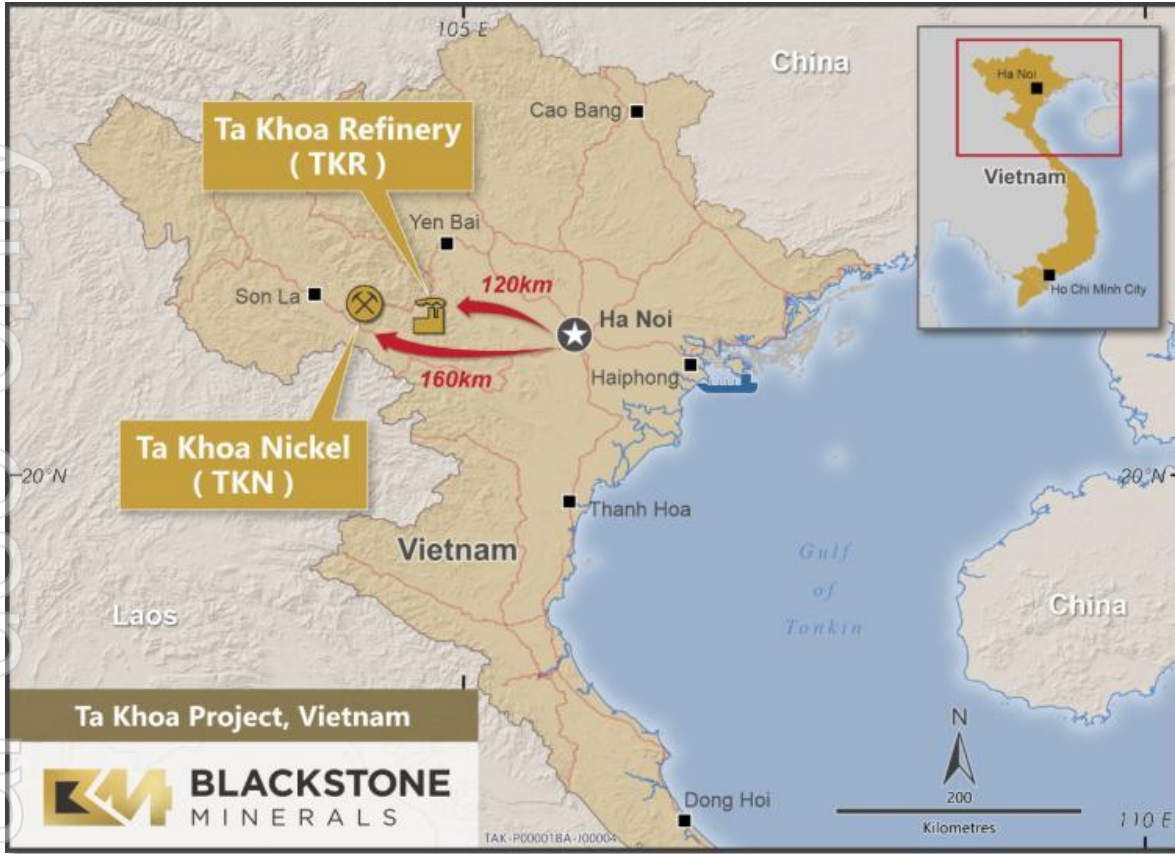 105 E
China
Ha Noi
Vietnam
Ho Chi Minh City
Ta Khoa Refinery
( TKR )
Cao Bang
Yen Bai
120km
Son La
Ha Noi
160km
Haiphong
Ta Khoa Nickel
( TKN )
20°N
20°N
Thanh Hoa
Vietnam
Gulf
of
Tonkin
Laos
China
Ta Khoa Project, Vietnam
BLACKSTONE
MINERALS
Dong Hoi
N
200
Kilometres
110 E
TAK-P00001BA-J00004